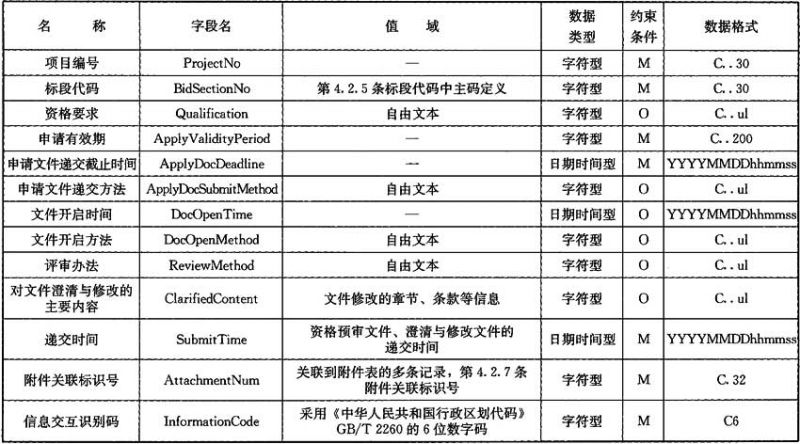 名 称 字段名 值 域 数据类型 约束条件 数据格式
项目编号 ProjectNo — 字符型 M C..30
标段代码 BidSectionNo 第4.2.5条标段代码中主码定义 字符型 M C..30
资格要求 Qualification 自由文本 字符型 O C..ul
申请有效期 ApplyValidityPeriod — 字符型 M C..200
申请文件递交截止时间 ApplyDocDeadline — 日期时间型 M YYYYMMDDhhmmss
申请文件递交方法 ApplyDocSubmitMethod 自由文本 字符型 O C..ul
文件开启时间 DocOpenTime — 日期时间型 O YYYYMMDDhhmmss
文件开启方法 DocOpenMethod 自由文本 字符型 O C..ul
评审办法 ReviewMethod 自由文本 字符型 O C..ul
对文件澄清与修改的
主要内容 ClarifiedContent 文件修改的章节、条款等信息 字符型 O C..ul
递交时间 SubmitTime 资格预审文件、澄清与修改文件的
递交时间 日期时间型 M YYYYMMDDhhmmss
附件关联标识号 AttachmentNum 关联到附件表的多条记录，第4.2.7条
附件关联标识号 字符型 M C.32
信息交互识别码 InformationCode 采用《中华人民共和国行政区划代码》
GB/T 2260的6位数字码 字符型 M C6